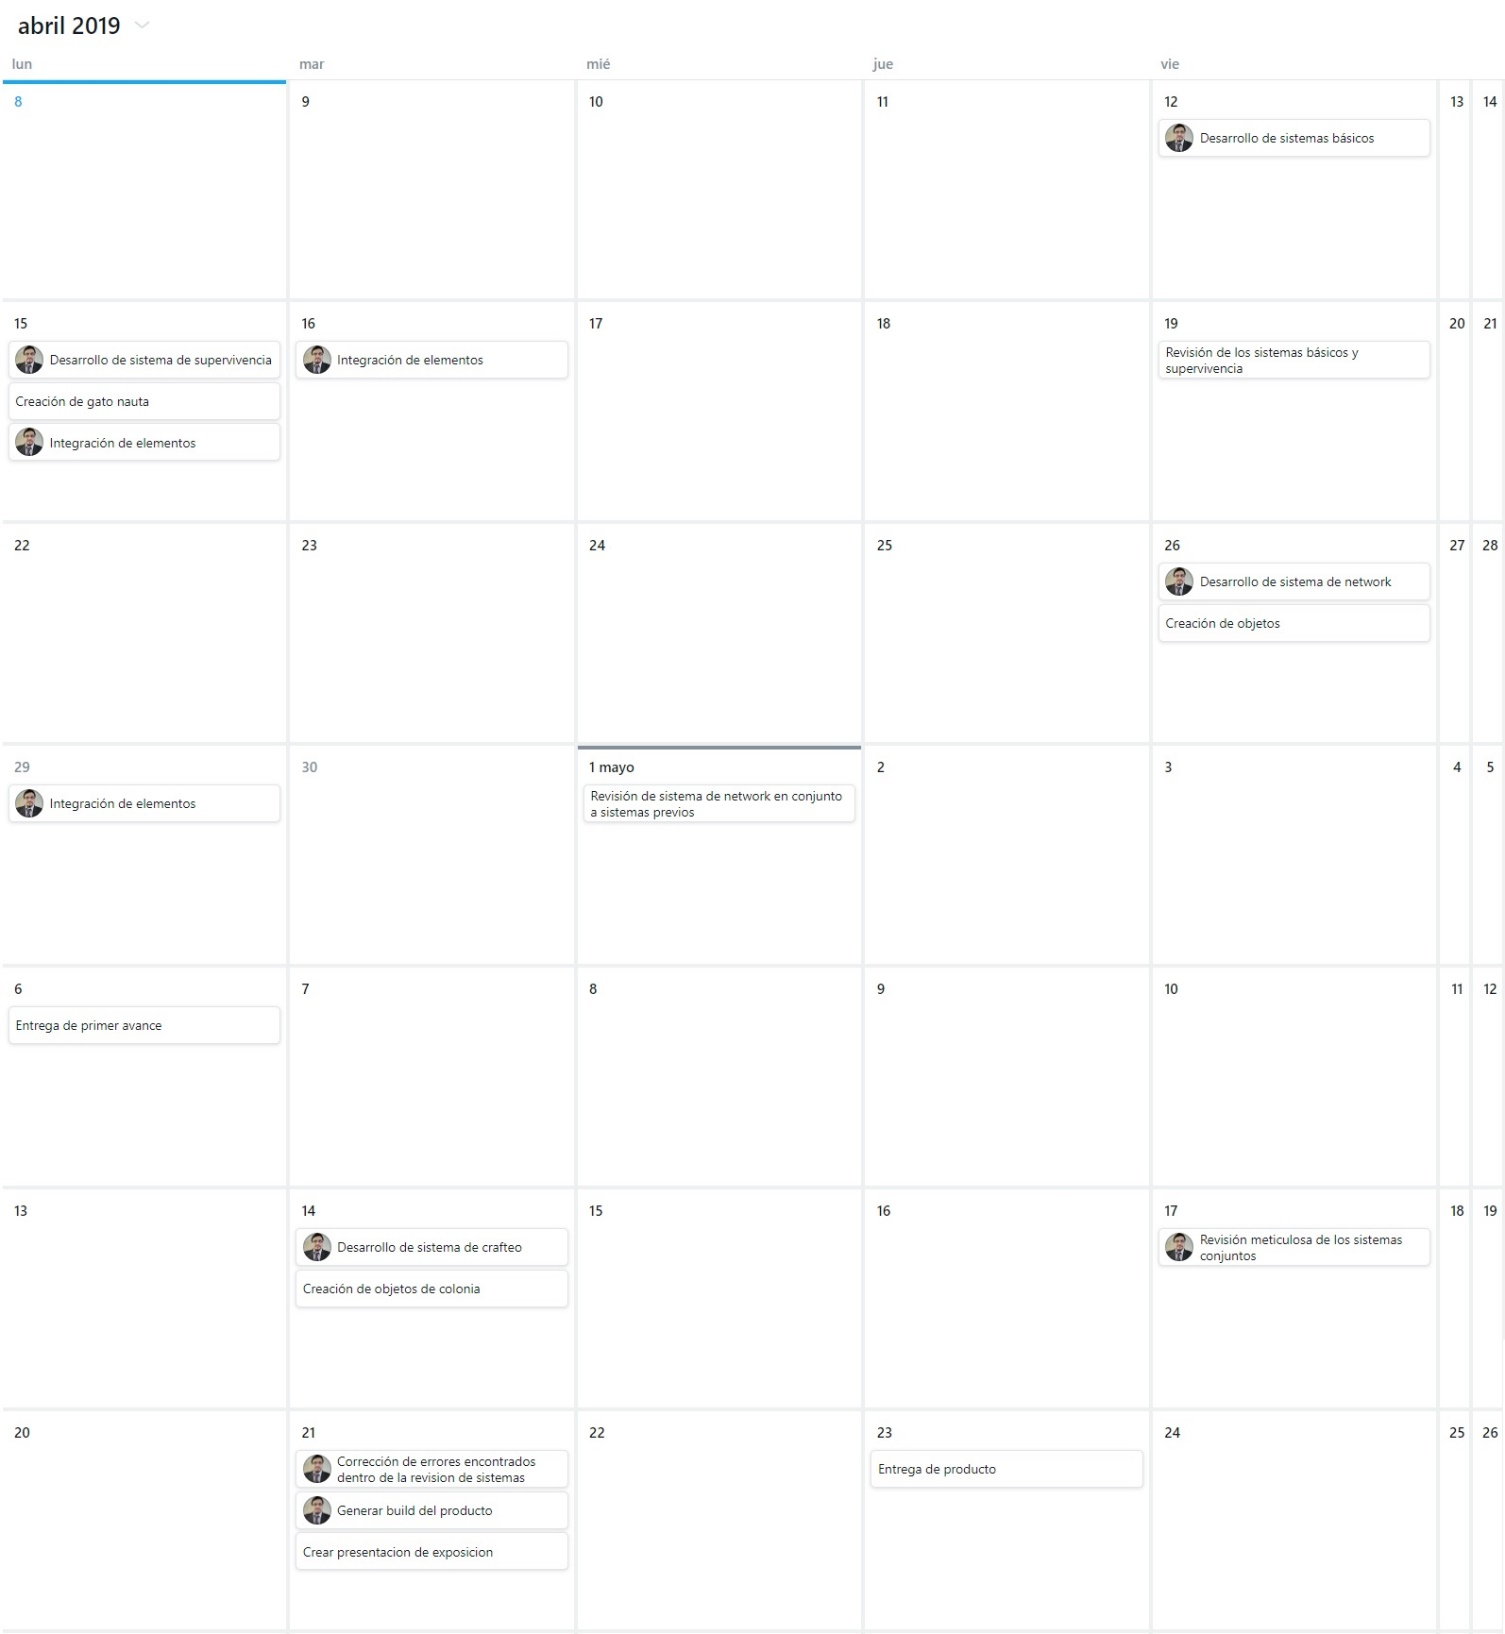 abril 2019
lun mar mié jue vie
8 9 10 11 12 13 14
Desarrollo de sistemas básicos
15 16 17 18 19 20 21
Desarrollo de sistema de supervivencia
Creación de gato nauta
Integración de elementos
Integración de elementos
Revisión de los sistemas básicos y
supervivencia
22 23 24 25 26 27 28
Desarrollo de sistema de network
Creación de objetos
29 30 1 mayo 2 3 4 5
Integración de elementos
Revisión de sistema de network en conjunto
a sistemas previos
6 7 8 9 10 11 12
Entrega de primer avance
13 14 15 16 17 18 19
Desarrollo de sistema de crafteo
Creación de objetos de colonia
Revisión meticulosa de los sistemas
conjuntos
20 21 22 23 24 25 26
Corrección de errores encontrados
dentro de la revision de sistemas
Generar build del producto
Crear presentacion de exposicion
Entrega de producto